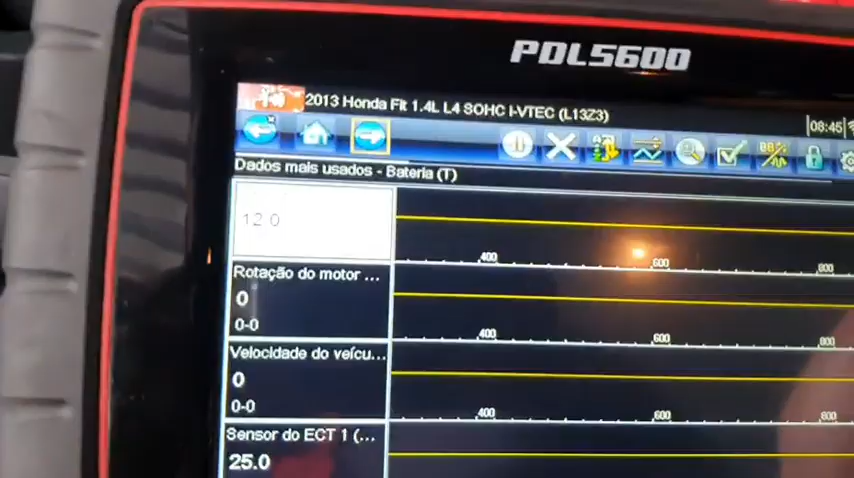 PDL5600
2013 Honda Fit 1.4L L4 SOHC I-VTEC (L13Z3)
08:45
Dados mais usados - Bateria (T)
12.0
400 600 800
Rotação do motor ...
0
0-0
400 600 800
Velocidade do veícu...
0
0-0
400 600 800
Sensor do ECT 1 (...
25.0